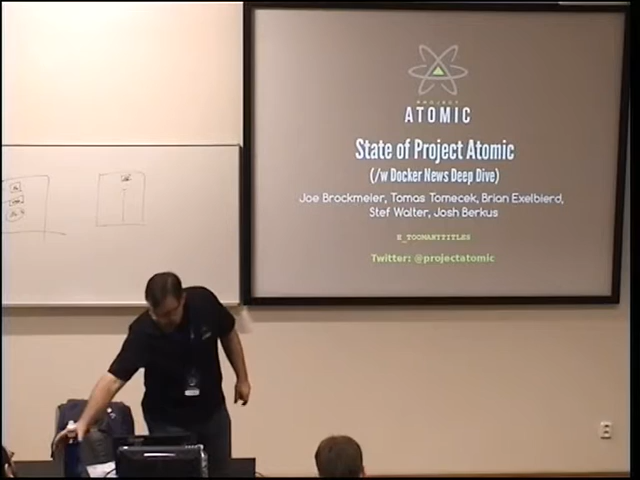 PROJECT
ATOMIC
State of Project Atomic
(/w Docker News Deep Dive)
Joe Brockmeier, Tomas Tomecek, Brian Exelbierd,
Stef Walter, Josh Berkus
E_TOOMANYTITLES
Twitter: @projectatomic